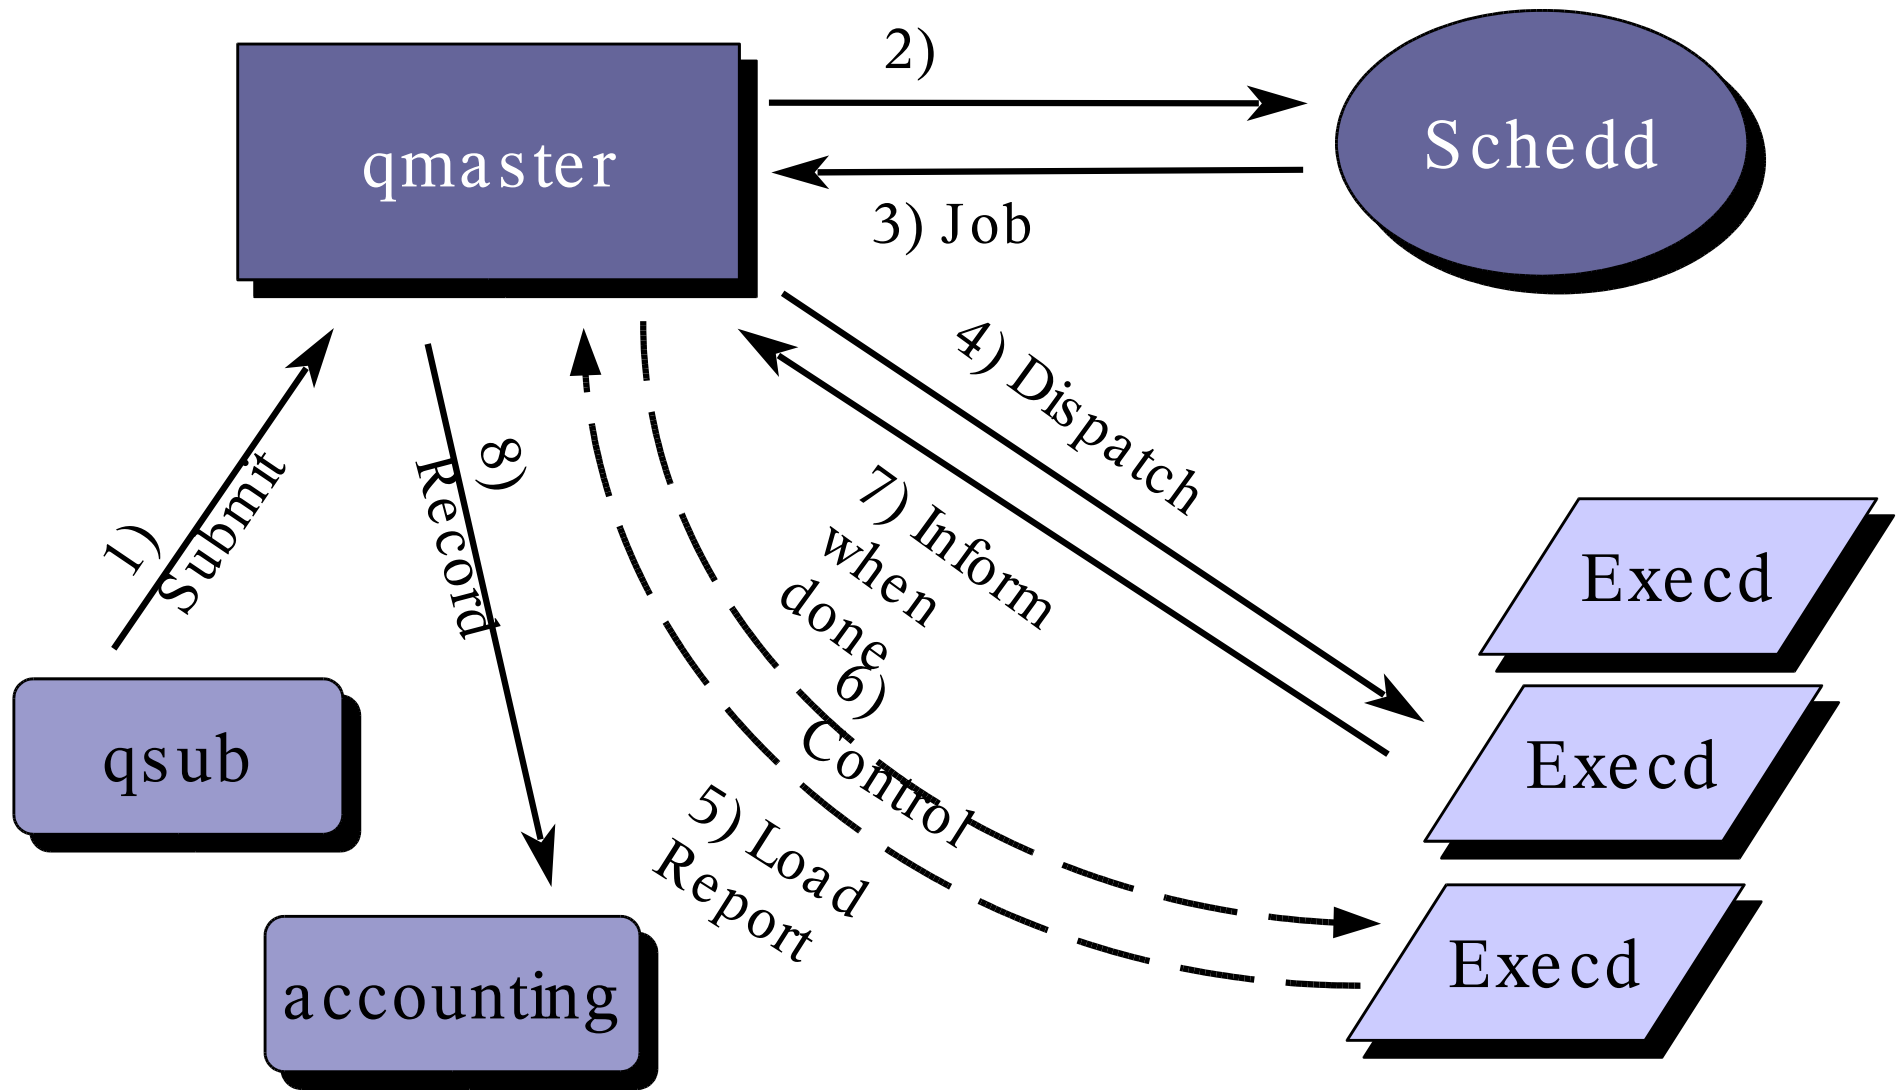 2)
qmaster
Schedd
3) Job
4) Dispatch
1)
Submit
8)
Record
7) Inform
when
done
6)
Control
5) Load
Report
Execd
Execd
Execd
qsub
accounting